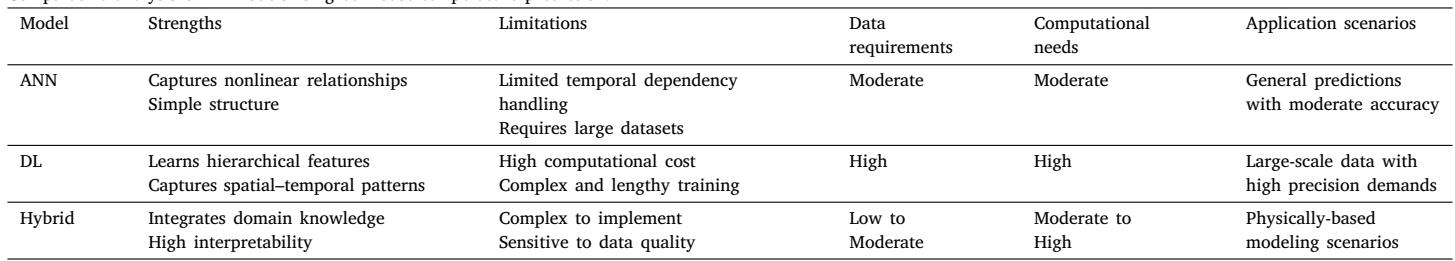 Model Strengths Limitations Data requirements Computational needs Application scenarios
ANN Captures nonlinear relationships Limited temporal dependency Moderate Moderate General predictions
Simple structure handling with moderate accuracy
Requires large datasets
DL Learns hierarchical features High computational cost High High Large-scale data with
Captures spatial–temporal patterns Complex and lengthy training high precision demands
Hybrid Integrates domain knowledge Complex to implement Low to Moderate to Physically-based
High interpretability Sensitive to data quality Moderate High modeling scenarios